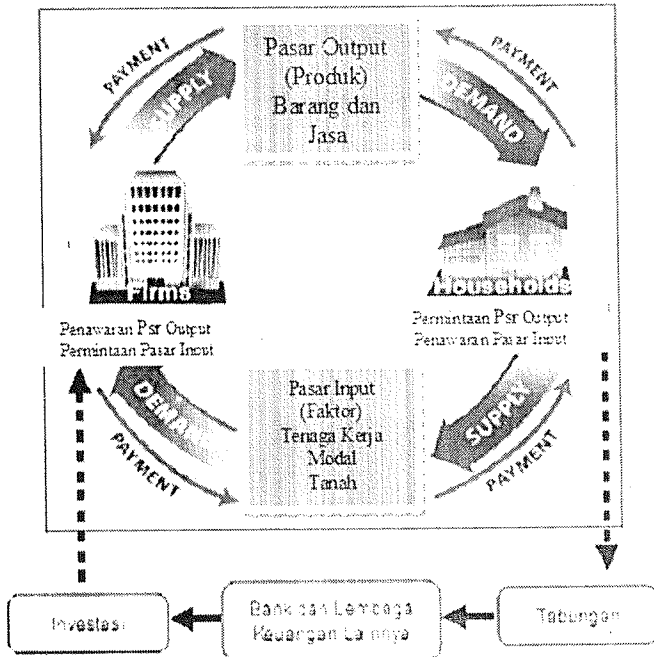 PAYMENT
SUPPLY
Pasar Output
(Produk)
Barang dan
Jasa
PAYMENT
DEMAND
Firms
Households
Penawaran Psr Output
Permintaan Pasar Input
Permintaan Psr Output
Penawaran Pasar Input
DEMAND
PAYMENT
Pasar Input
(Faktor)
Tenaga Kerja
Modal
Tanah
SUPPLY
PAYMENT
Investasi
Bank dan Lembaga
Keuangan Lainnya
Tabungan